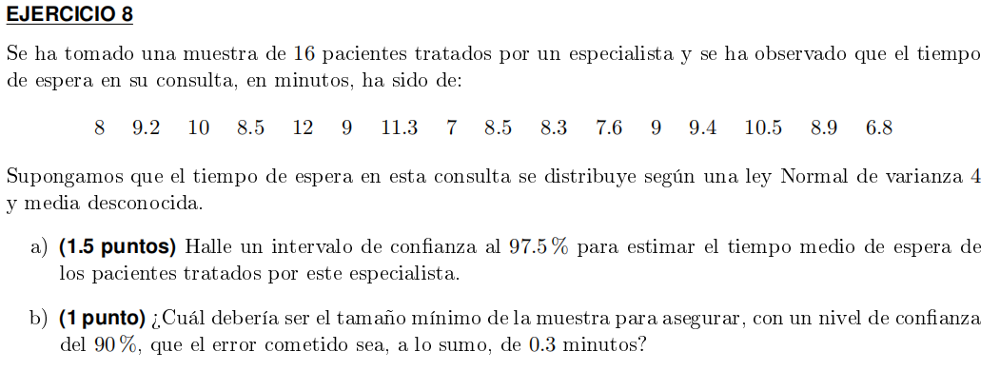 EJERCICIO 8
Se ha tomado una muestra de 16 pacientes tratados por un especialista y se ha observado que el tiempo
de espera en su consulta, en minutos, ha sido de:
8 9.2 10 8.5 12 9 11.3 7 8.5 8.3 7.6 9 9.4 10.5 8.9 6.8
Supongamos que el tiempo de espera en esta consulta se distribuye según una ley Normal de varianza 4
y media desconocida.
a) (1.5 puntos) Halle un intervalo de confianza al 97.5 % para estimar el tiempo medio de espera de
los pacientes tratados por este especialista.
b) (1 punto) ¿Cuál debería ser el tamaño mínimo de la muestra para asegurar, con un nivel de confianza
del 90 %, que el error cometido sea, a lo sumo, de 0.3 minutos?